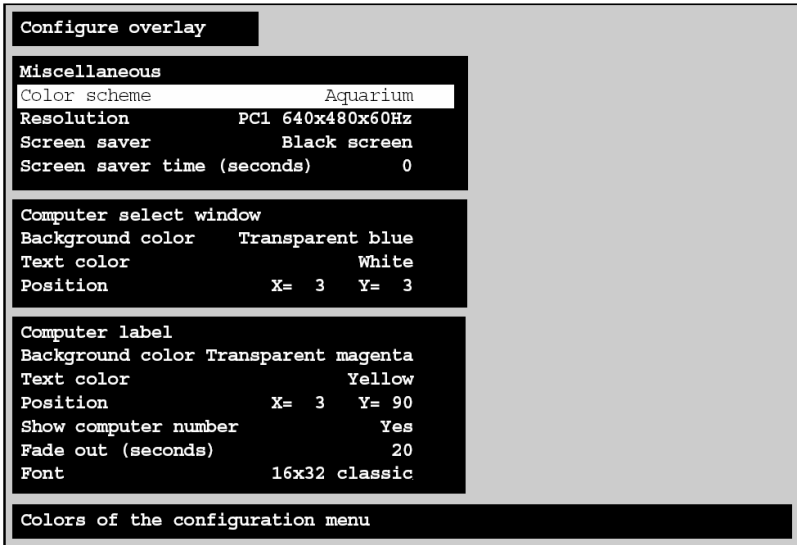 Configure overlay
Miscellaneous
Color scheme Aquarium
Resolution PC1 640x480x60Hz
Screen saver Black screen
Screen saver time (seconds) 0
Computer select window
Background color Transparent blue
Text color White
Position X= 3 Y= 3
Computer label
Background color Transparent magenta
Text color Yellow
Position X= 3 Y= 90
Show computer number Yes
Fade out (seconds) 20
Font 16x32 classic
Colors of the configuration menu